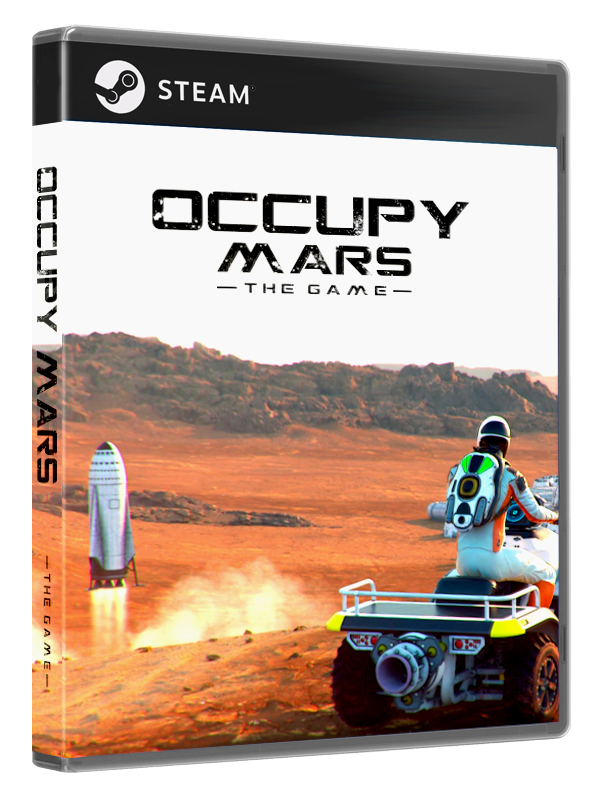 STEAM
OCCUPY
MARS
— THE GAME —
OCCUPY MARS
— THE GAME —